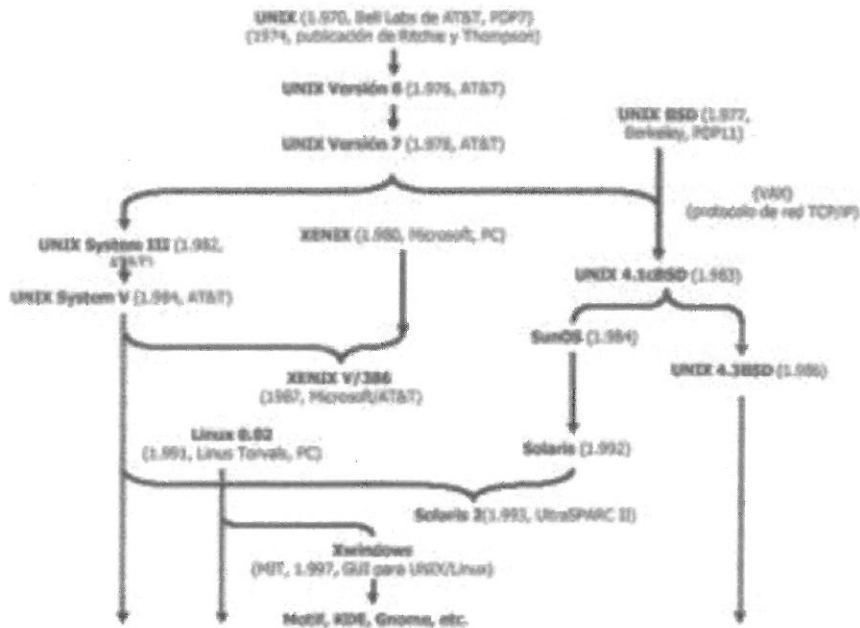 UNIX (1.970, Bell Labs de AT&T, PDP7)
(1974, publicación de Ritchie y Thompson)
UNIX Versión 6 (1.976, AT&T)
UNIX BSD (1.977,
Berkeley, PDP11)
UNIX Versión 7 (1.978, AT&T)
(VAX)
(protocolo de red TCP/IP)
UNIX System III (1.982,
AT&T)
XENIX (1.980, Microsoft, PC)
UNIX 4.1cBSD (1.983)
UNIX System V (1.984, AT&T)
SunOS (1.984)
XENIX V/386
(1987, Microsoft/AT&T)
UNIX 4.3BSD (1.986)
Linux 0.02
(1.991, Linus Torvals, PC)
Solaris (1.992)
Solaris 2(1.993, UltraSPARC II)
Xwindows
(MIT, 1.997, GUI para UNIX/Linux)
Motif, KDE, Gnome, etc.